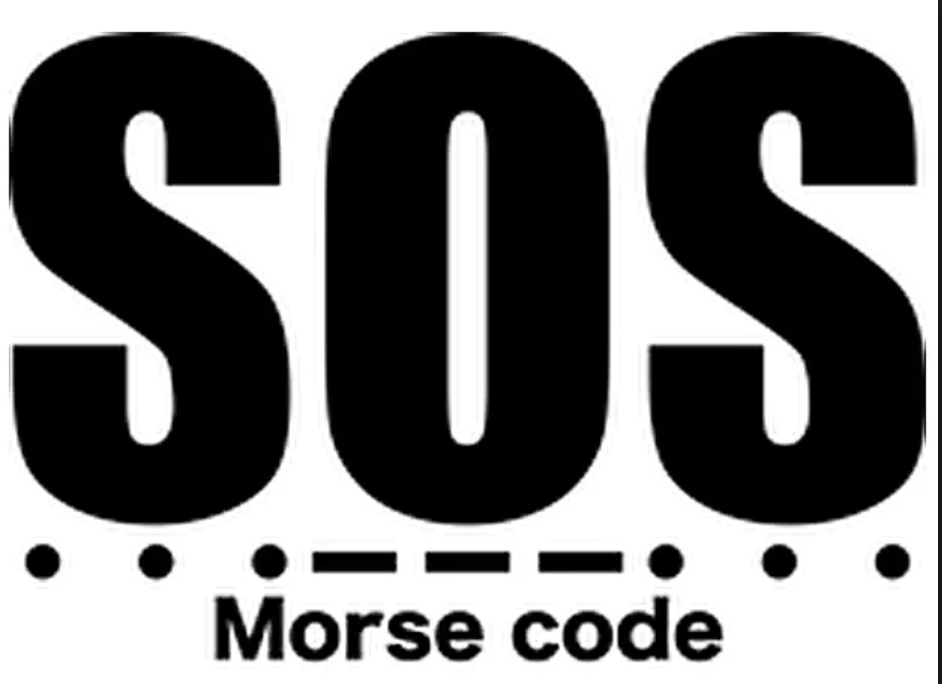 SOS
● ● ● — — — ● ● ●
Morse code